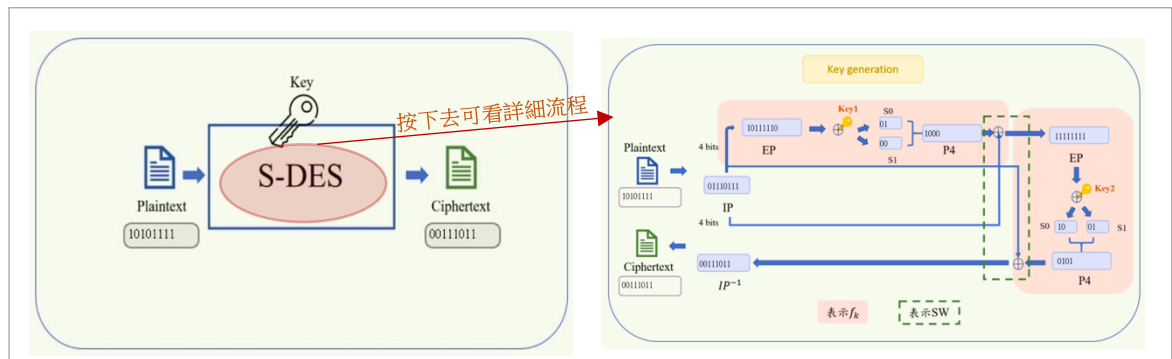 Key
S-DES
Plaintext
10101111
Ciphertext
00111011
按下去可看詳細流程
Key generation
Plaintext
10101111
4 bits
10111110
EP
Key1
S0
01
00
S1
1000
P4
11111111
EP
Key2
S0
10
01
S1
0101
P4
01110111
IP
4 bits
Ciphertext
00111011
00111011
IP⁻¹
表示fₖ
表示SW